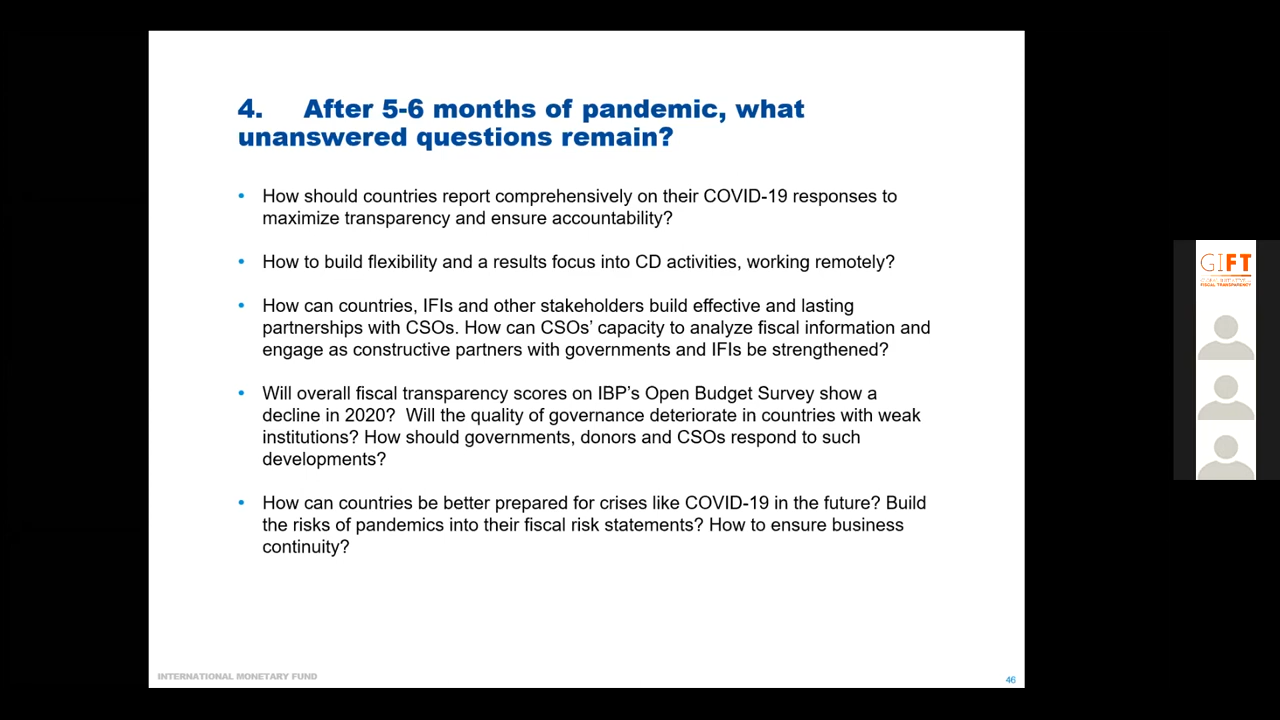 4. After 5-6 months of pandemic, what
unanswered questions remain?
• How should countries report comprehensively on their COVID-19 responses to
maximize transparency and ensure accountability?
• How to build flexibility and a results focus into CD activities, working remotely?
• How can countries, IFIs and other stakeholders build effective and lasting
partnerships with CSOs. How can CSOs’ capacity to analyze fiscal information and
engage as constructive partners with governments and IFIs be strengthened?
• Will overall fiscal transparency scores on IBP’s Open Budget Survey show a
decline in 2020?  Will the quality of governance deteriorate in countries with weak
institutions? How should governments, donors and CSOs respond to such
developments?
• How can countries be better prepared for crises like COVID-19 in the future? Build
the risks of pandemics into their fiscal risk statements? How to ensure business
continuity?
INTERNATIONAL MONETARY FUND
46
GIFT
FISCAL TRANSPARENCY